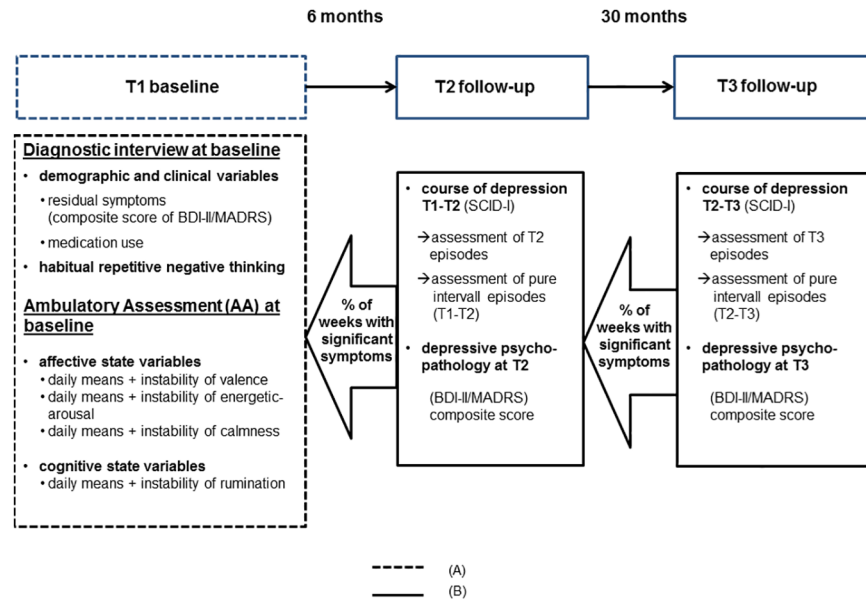 6 months
30 months
T1 baseline
T2 follow-up
T3 follow-up
Diagnostic interview at baseline
• demographic and clinical variables
• residual symptoms
(composite score of BDI-II/MADRS)
• medication use
• habitual repetitive negative thinking
Ambulatory Assessment (AA) at
baseline
• affective state variables
• daily means + instability of valence
• daily means + instability of energetic-
arousal
• daily means + instability of calmness
• cognitive state variables
• daily means + instability of rumination
% of
weeks with
significant
symptoms
• course of depression
T1-T2 (SCID-I)
→assessment of T2
episodes
→assessment of pure
intervall episodes
(T1-T2)
• depressive psycho-
pathology at T2
(BDI-II/MADRS)
composite score
% of
weeks with
significant
symptoms
• course of depression
T2-T3 (SCID-I)
→assessment of T3
episodes
→assessment of pure
intervall episodes
(T2-T3)
• depressive psycho-
pathology at T3
(BDI-II/MADRS)
composite score
(A)
(B)